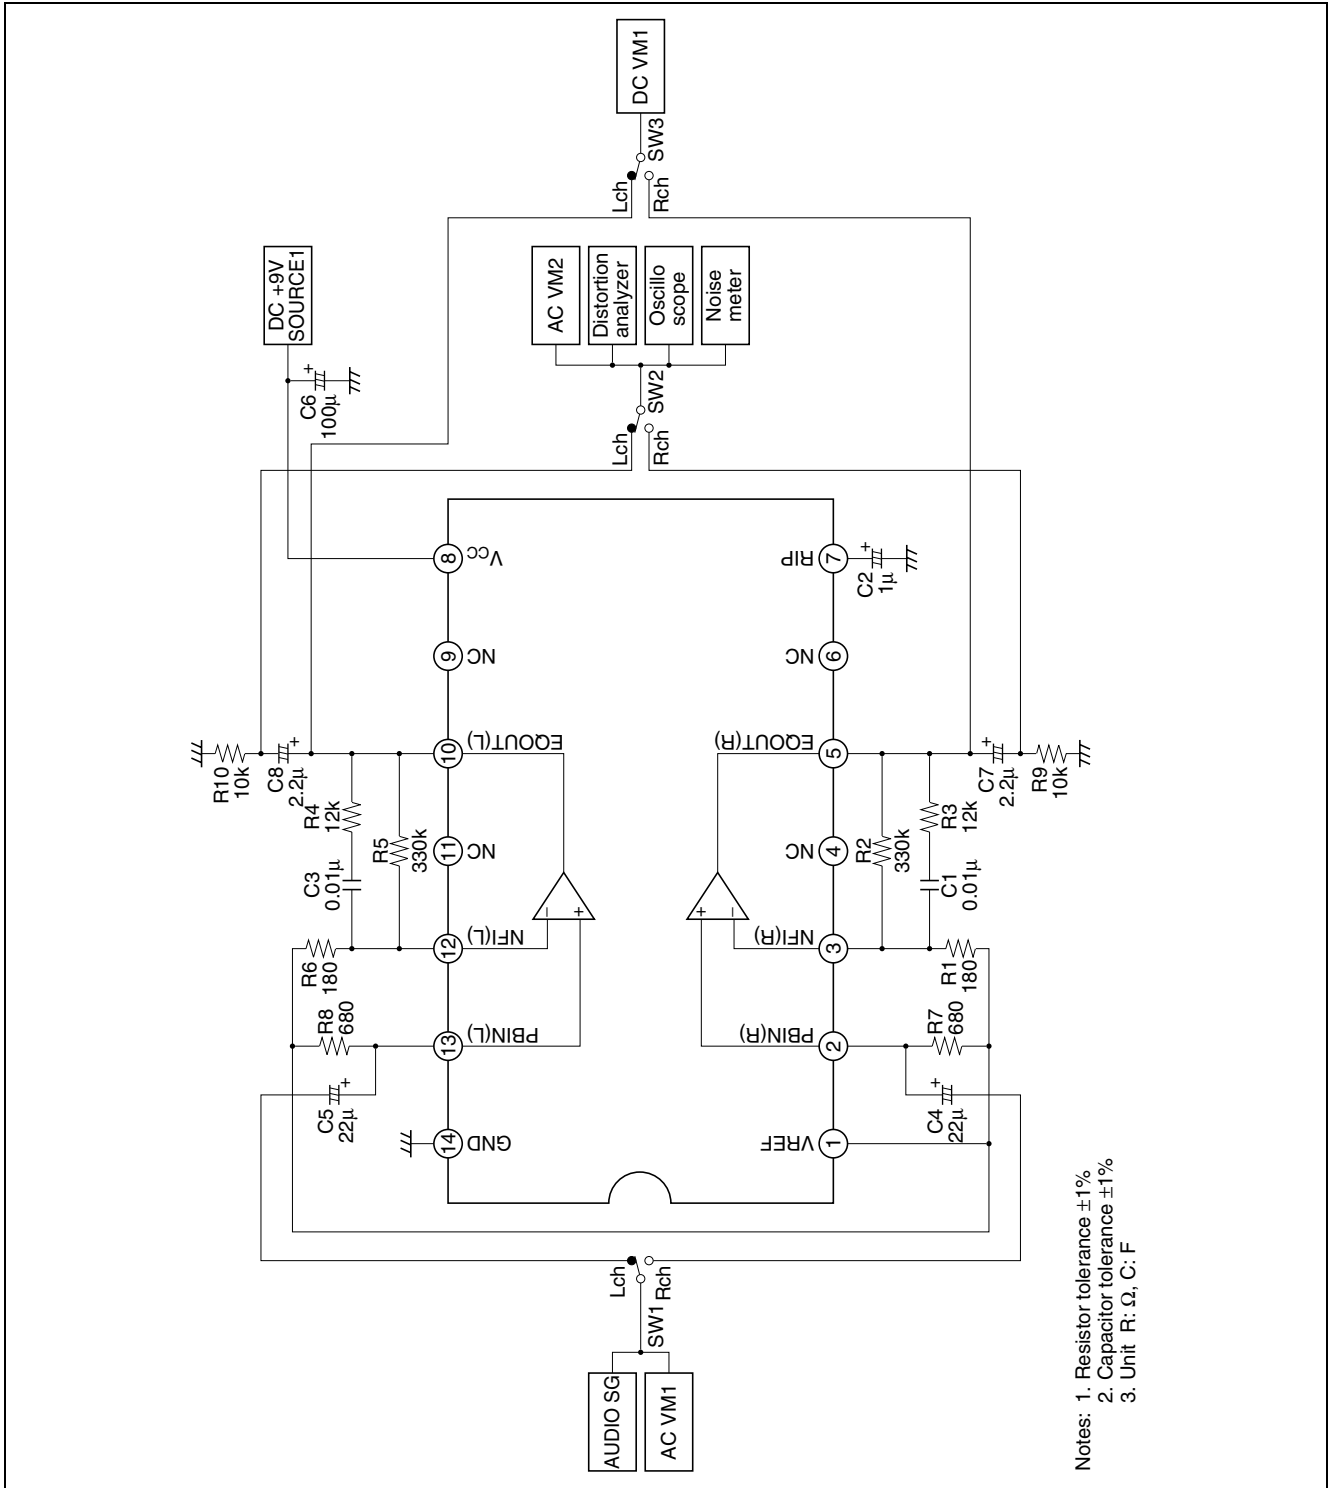 DC VM1
SW3
Lch
Rch
DC +9V
SOURCE1
C6
100μ
+
AC VM2
Distortion
analyzer
Oscillo
scope
Noise
meter
SW2
Lch
Rch
8
VCC
7
RIP
C2
1μ
+
9
NC
6
NC
R10
10k
C8
2.2μ
+
10
EQOUT(L)
5
EQOUT(R)
C7
2.2μ
+
R9
10k
R4
12k
C3
0.01μ
R5
330k
11
NC
4
NC
R2
330k
R3
12k
C1
0.01μ
−
+
+
−
R6
180
12
NFI(L)
3
NFI(R)
R1
180
R8
680
13
PBIN(L)
2
PBIN(R)
R7
680
C5
22μ
+
C4
22μ
+
14
GND
1
VREF
Lch
Rch
SW1
AUDIO SG
AC VM1
Notes: 1. Resistor tolerance ±1%
2. Capacitor tolerance ±1%
3. Unit R: Ω, C: F